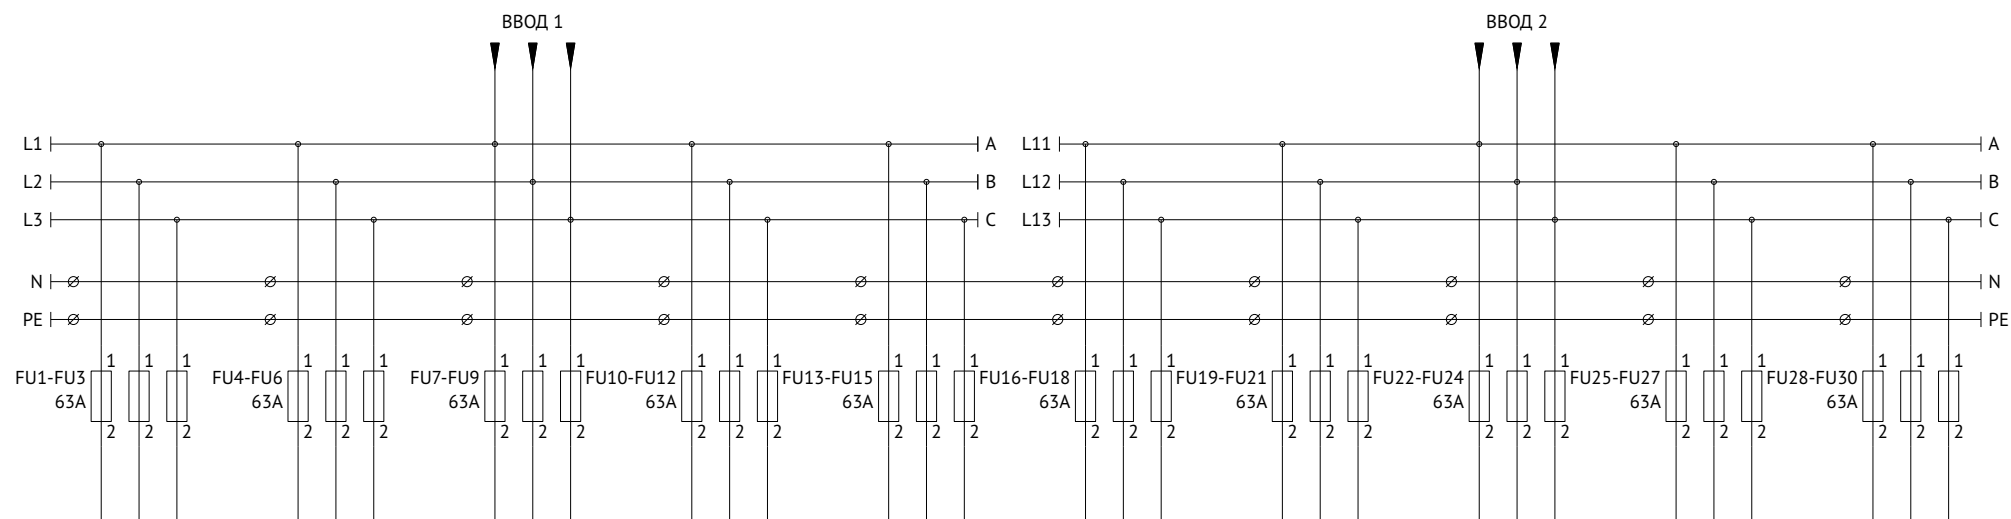 ВВОД 1 ВВОД 2
L1 A L11 A
L2 B L12 B
L3 C L13 C
N N
PE PE
1 1 1 1 1 1 1 1 1 1 1 1 1 1 1 1 1 1 1 1 1 1 1 1 1 1 1 1 1 1
FU1-FU3 FU4-FU6 FU7-FU9 FU10-FU12 FU13-FU15 FU16-FU18 FU19-FU21 FU22-FU24 FU25-FU27 FU28-FU30
63A 63A 63A 63A 63A 63A 63A 63A 63A 63A
2 2 2 2 2 2 2 2 2 2 2 2 2 2 2 2 2 2 2 2 2 2 2 2 2 2 2 2 2 2